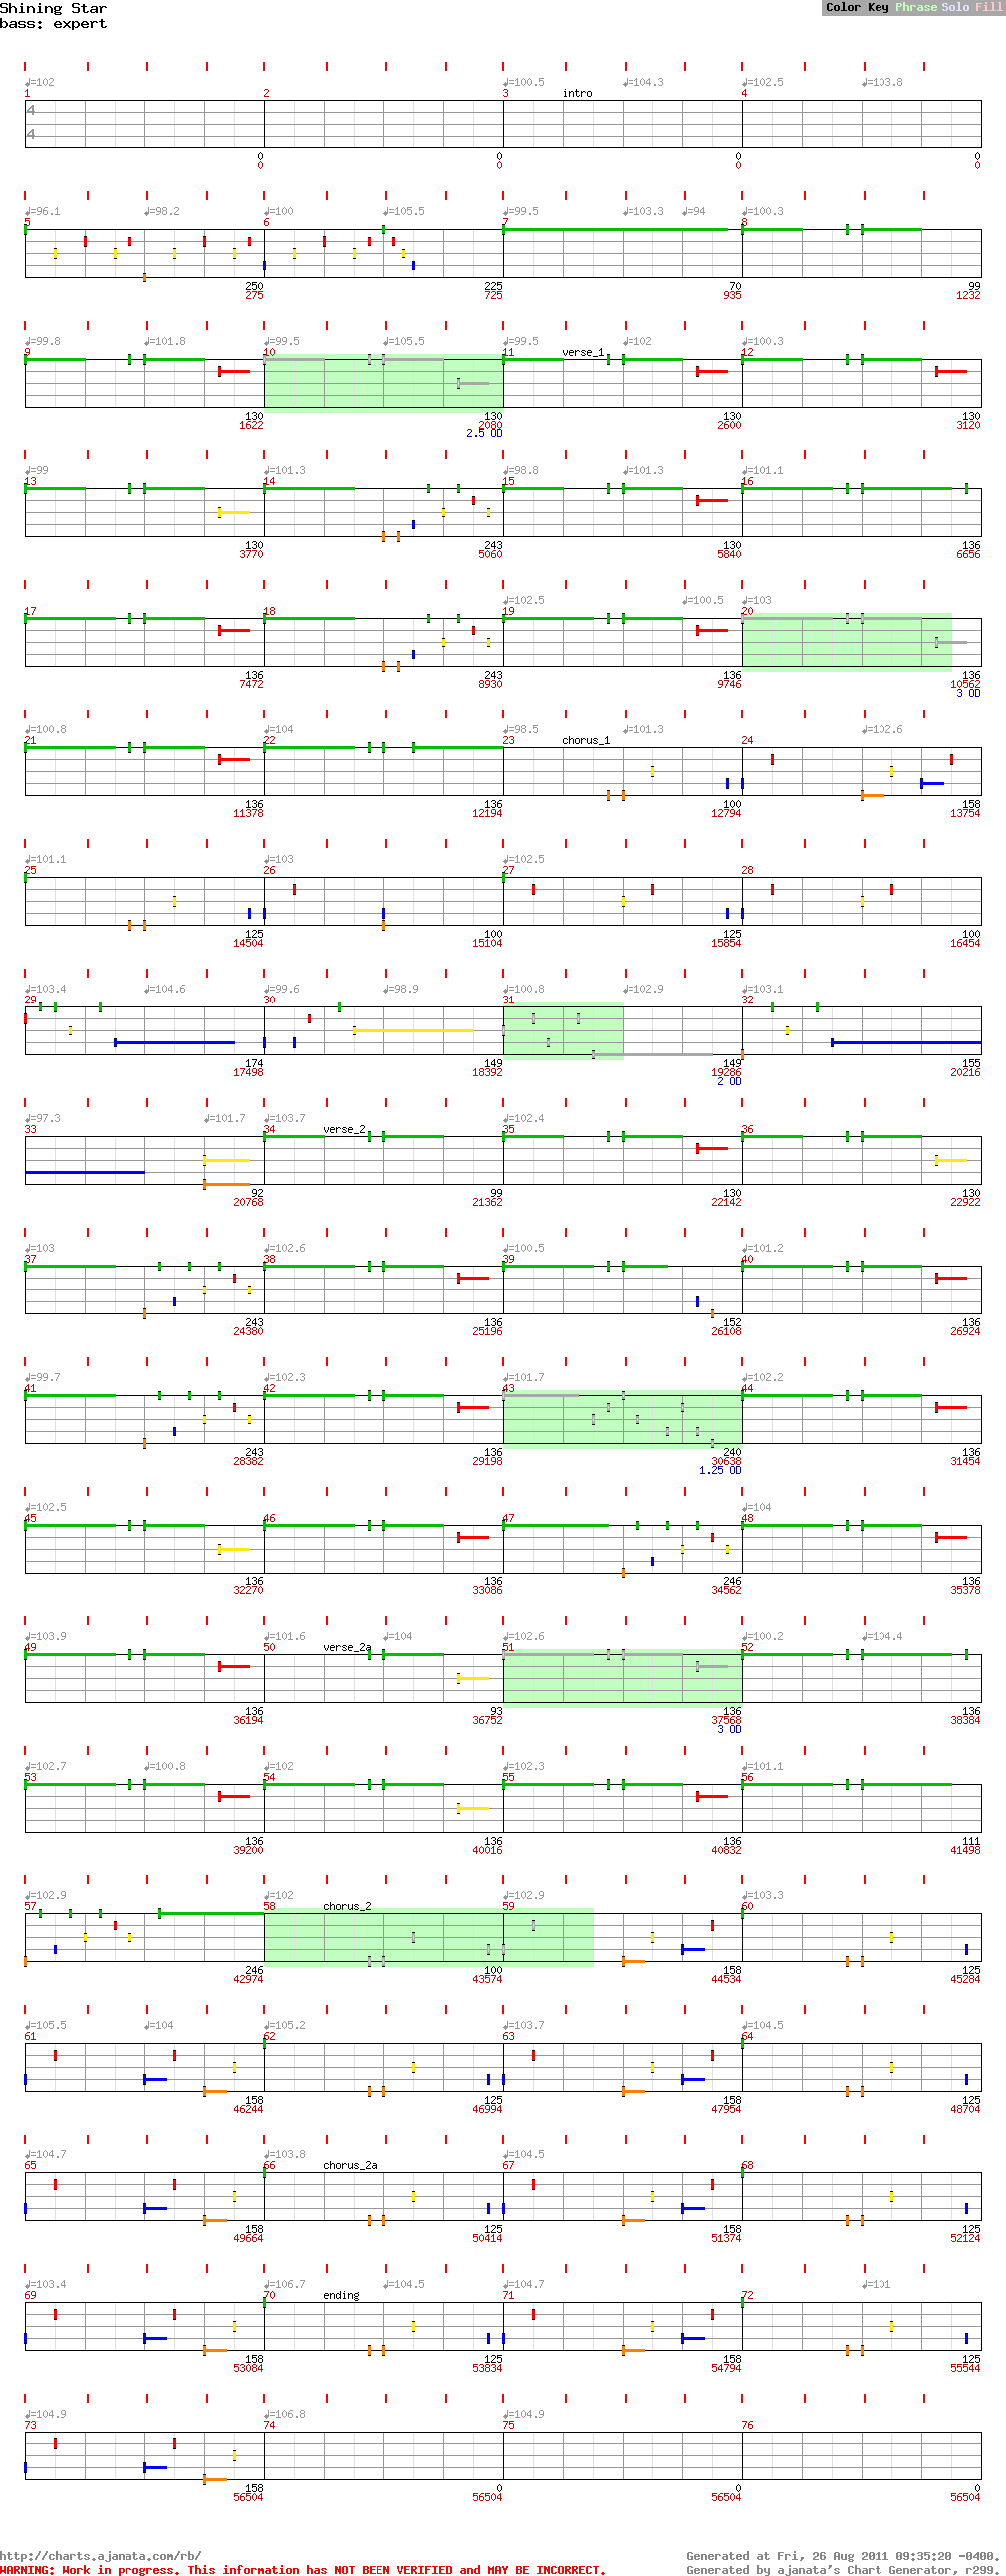 Shining Star
Color Key Phrase Solo Fill
bass: expert
♩=102 ♩=100.5 ♩=104.3 ♩=102.5 ♩=103.8
1 2 3 intro 4
4
4
0 0 0 0
0 0 0 0
♩=96.1 ♩=98.2 ♩=100 ♩=105.5 ♩=99.5 ♩=103.3 ♩=94 ♩=100.3
5 6 7 8
250 225 70 99
275 725 935 1232
♩=99.8 ♩=101.8 ♩=99.5 ♩=105.5 ♩=99.5 ♩=102 ♩=100.3
9 10 11 verse_1 12
130 130 130 130
1622 2080 2600 3120
2.5 OD
♩=99 ♩=101.3 ♩=98.8 ♩=101.3 ♩=101.1
13 14 15 16
130 243 130 136
3770 5060 5840 6656
♩=102.5 ♩=100.5 ♩=103
17 18 19 20
136 243 136 136
7472 8930 9746 10562
3 OD
♩=100.8 ♩=104 ♩=98.5 ♩=101.3 ♩=102.6
21 22 23 chorus_1 24
136 136 100 158
11378 12194 12794 13754
♩=101.1 ♩=103 ♩=102.5
25 26 27 28
125 100 125 100
14504 15104 15854 16454
♩=103.4 ♩=104.6 ♩=99.6 ♩=98.9 ♩=100.8 ♩=102.9 ♩=103.1
29 30 31 32
174 149 149 155
17498 18392 19286 20216
2 OD
♩=97.3 ♩=101.7 ♩=103.7 ♩=102.4
33 34 verse_2 35 36
92 99 130 130
20768 21362 22142 22922
♩=103 ♩=102.6 ♩=100.5 ♩=101.2
37 38 39 40
243 136 152 136
24380 25196 26108 26924
♩=99.7 ♩=102.3 ♩=101.7 ♩=102.2
41 42 43 44
243 136 240 136
28382 29198 30638 31454
1.25 OD
♩=102.5 ♩=104
45 46 47 48
136 136 246 136
32270 33086 34562 35378
♩=103.9 ♩=101.6 ♩=104 ♩=102.6 ♩=100.2 ♩=104.4
49 50 verse_2a 51 52
136 93 136 136
36194 36752 37568 38384
3 OD
♩=102.7 ♩=100.8 ♩=102 ♩=102.3 ♩=101.1
53 54 55 56
136 136 136 111
39200 40016 40832 41498
♩=102.9 ♩=102 ♩=102.9 ♩=103.3
57 58 chorus_2 59 60
246 100 158 125
42974 43574 44534 45284
♩=105.5 ♩=104 ♩=105.2 ♩=103.7 ♩=104.5
61 62 63 64
158 125 158 125
46244 46994 47954 48704
♩=104.7 ♩=103.8 ♩=104.5
65 66 chorus_2a 67 68
158 125 158 125
49664 50414 51374 52124
♩=103.4 ♩=106.7 ♩=104.5 ♩=104.7 ♩=101
69 70 ending 71 72
158 125 158 125
53084 53834 54794 55544
♩=104.9 ♩=106.8 ♩=104.9
73 74 75 76
158 0 0 0
56504 56504 56504 56504
http://charts.ajanata.com/rb/ Generated at Fri, 26 Aug 2011 09:35:20 -0400.
WARNING: Work in progress. This information has NOT BEEN VERIFIED and MAY BE INCORRECT. Generated by ajanata's Chart Generator, r299.